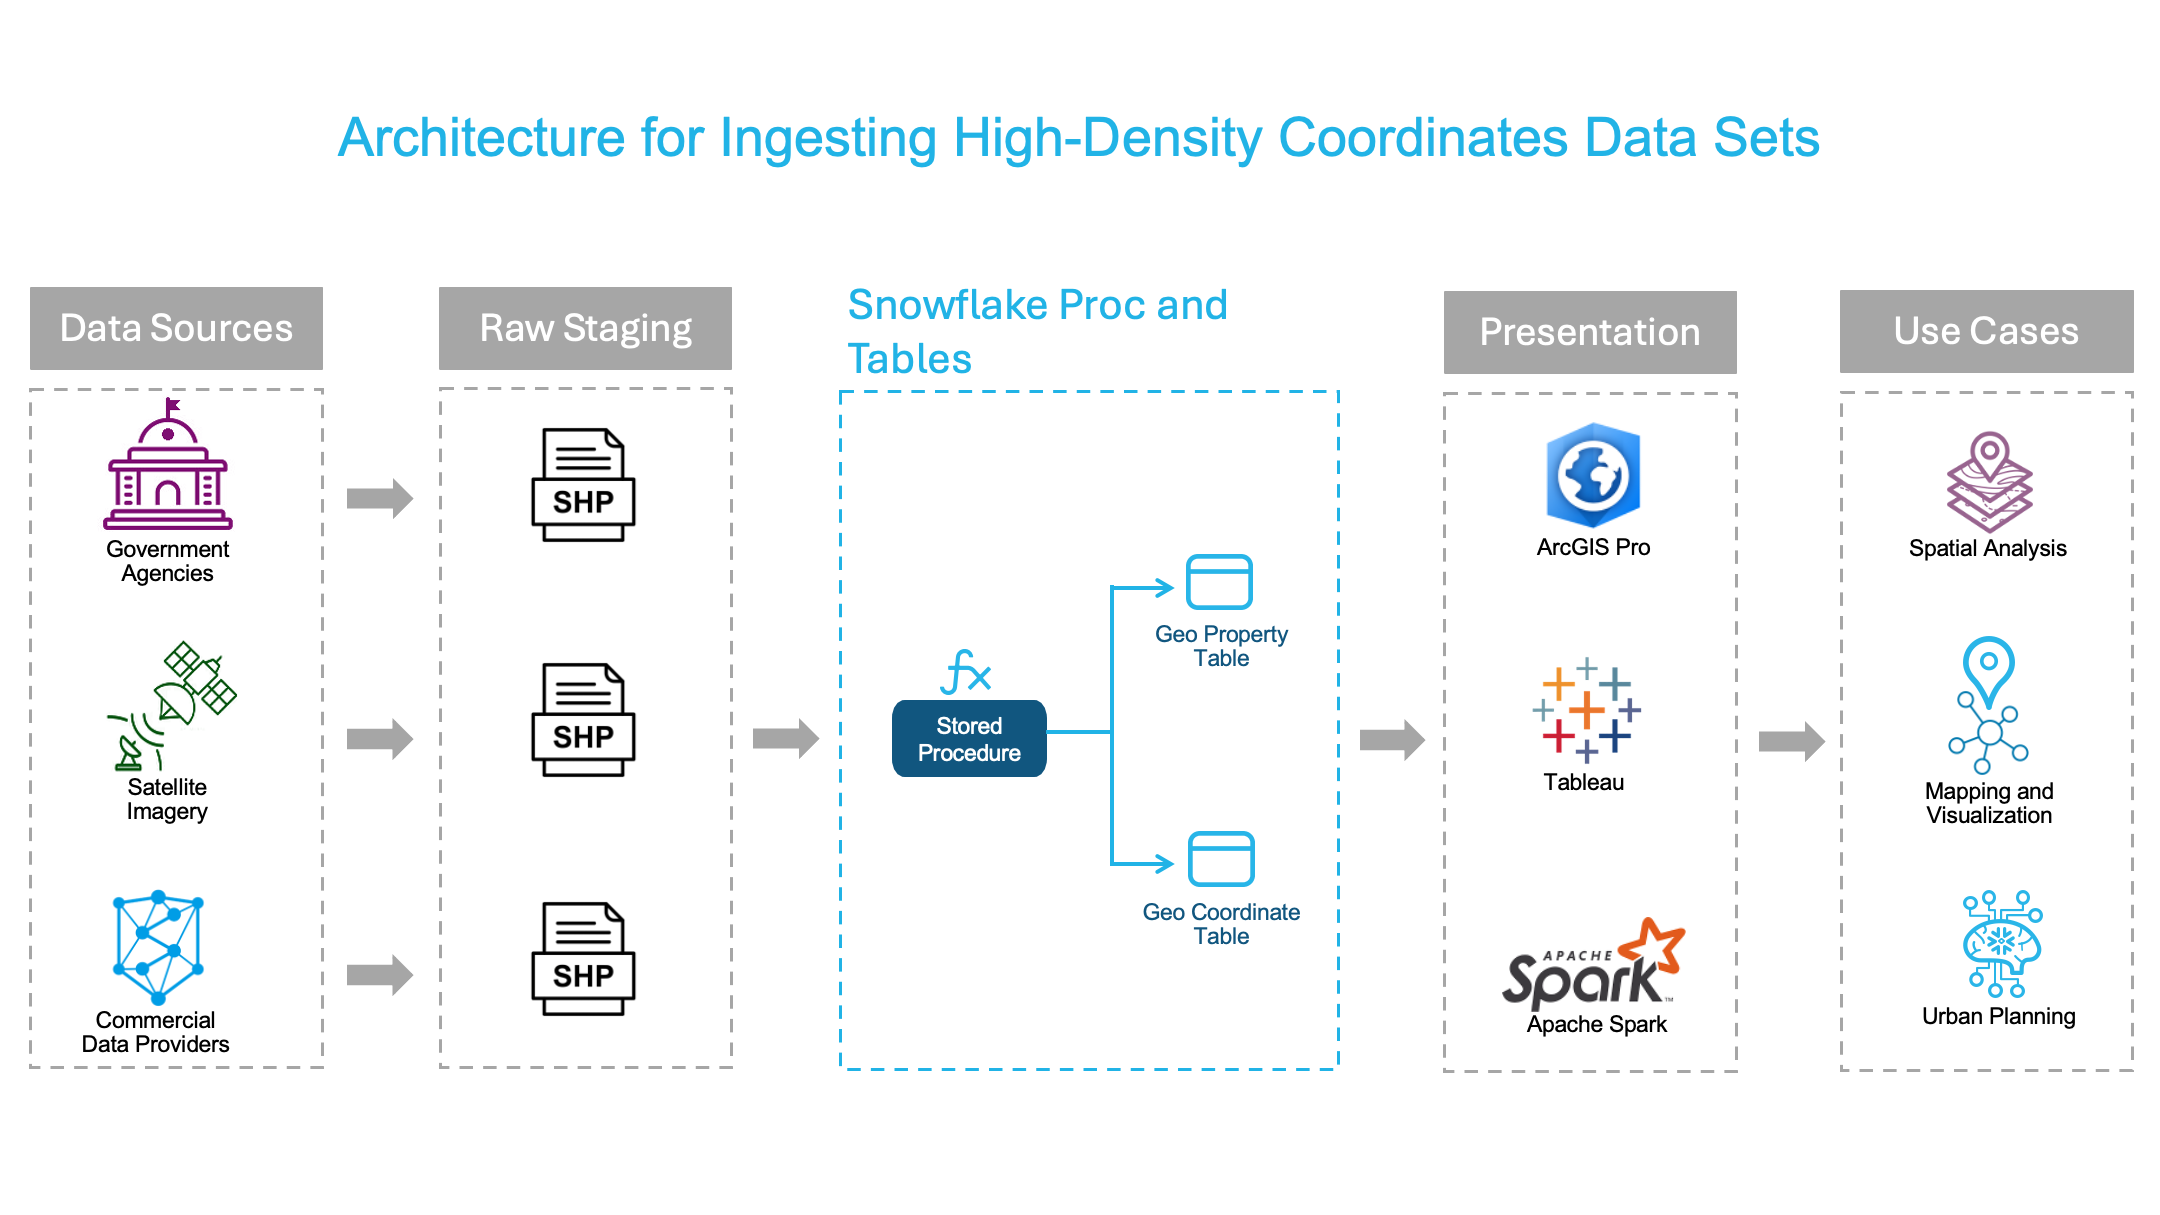 Architecture for Ingesting High-Density Coordinates Data Sets
Data Sources
Government
Agencies
Satellite
Imagery
Commercial
Data Providers
Raw Staging
SHP
SHP
SHP
Snowflake Proc and
Tables
fx
Stored
Procedure
Geo Property
Table
Geo Coordinate
Table
Presentation
ArcGIS Pro
Tableau
APACHE
Spark™
Apache Spark
Use Cases
Spatial Analysis
Mapping and
Visualization
Urban Planning